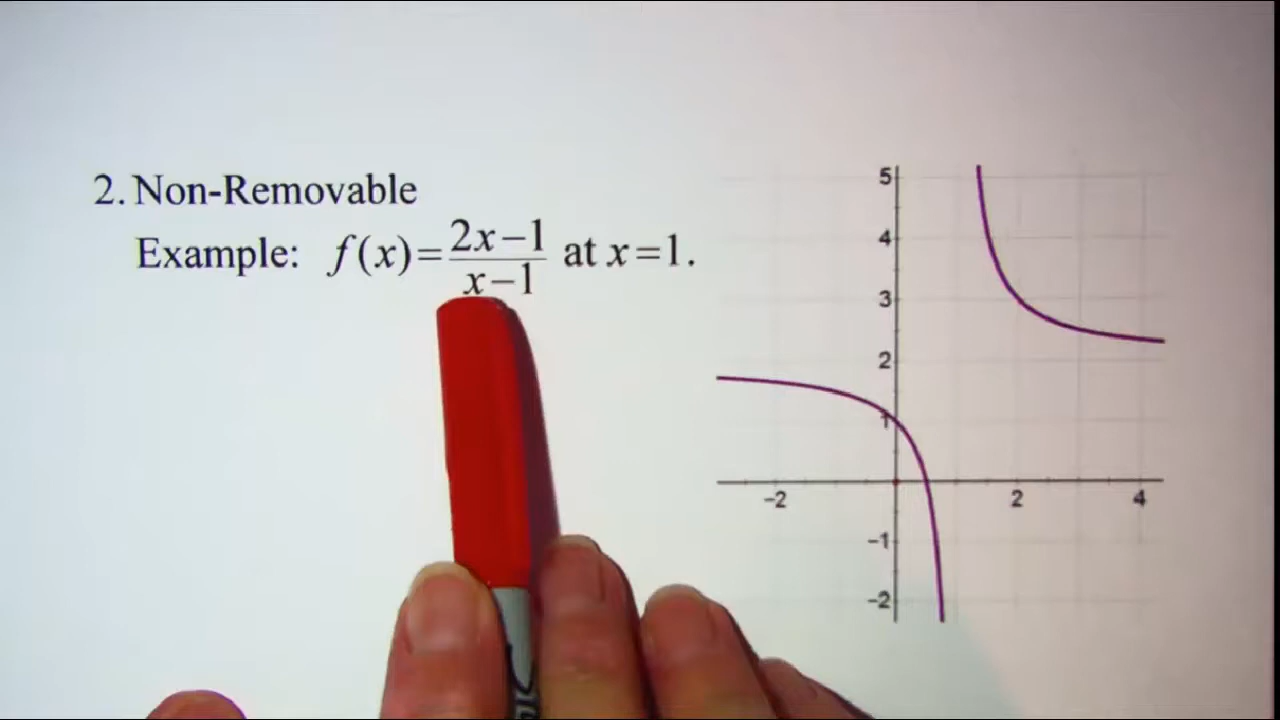 2. Non-Removable
Example: f(x)=\frac{2x-1}{x-1} at x=1.
5
4
3
2
1
-2 2 4
-1
-2